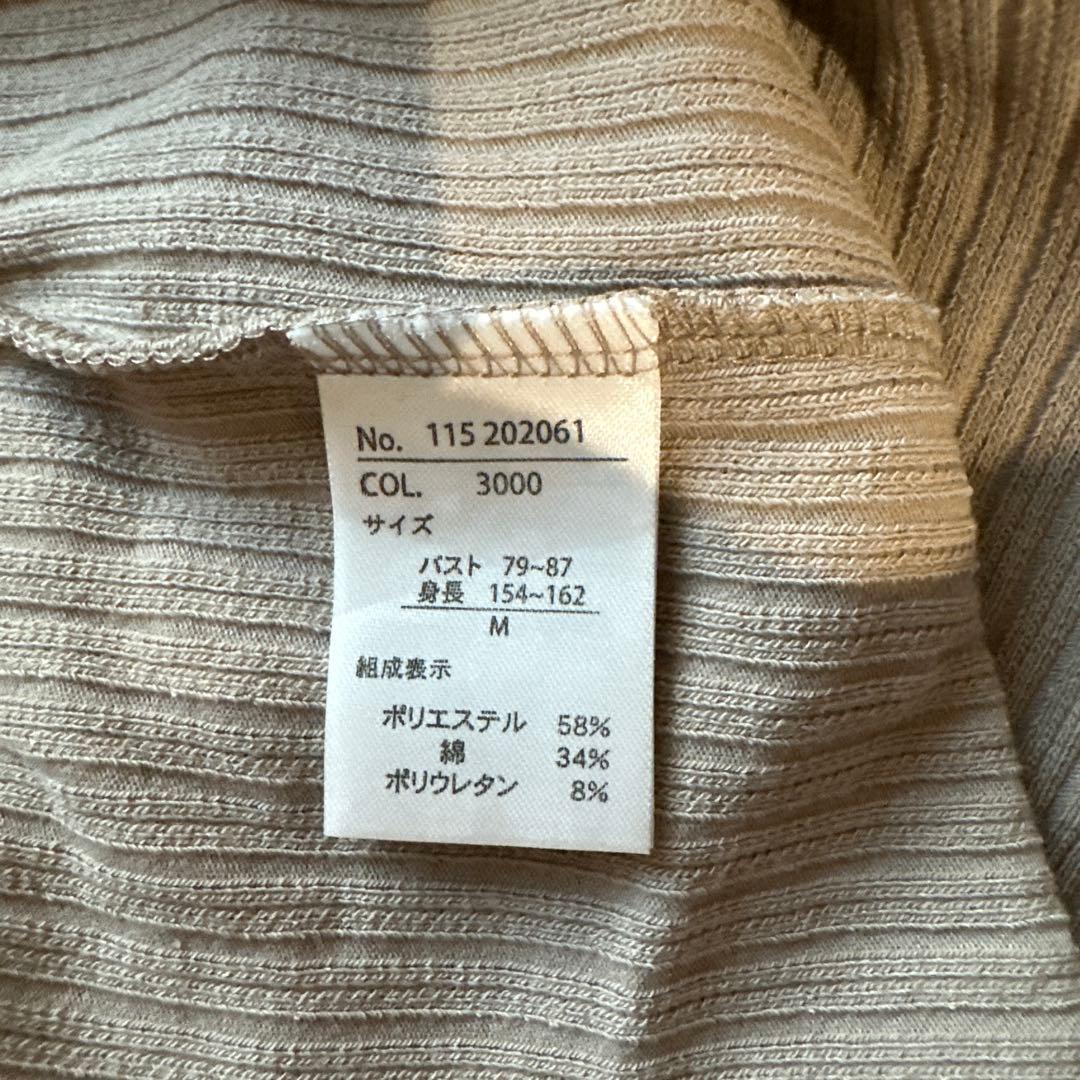 No. 115 202061
COL. 3000
サイズ
バスト 79~87
身長 154~162
M
組成表示
ポリエステル 58%
綿 34%
ポリウレタン 8%